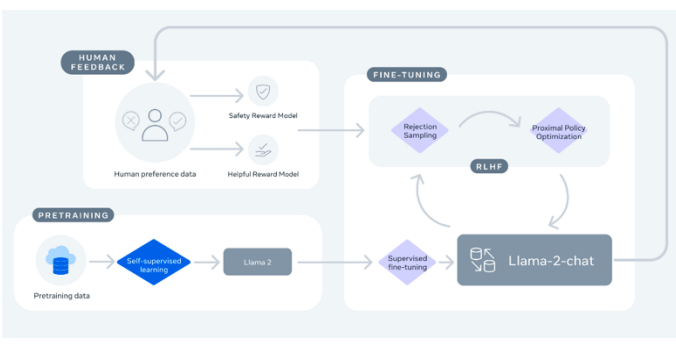 HUMAN
FEEDBACK
Safety Reward Model
Human preference data
Helpful Reward Model
FINE-TUNING
Rejection
Sampling
Proximal Policy
Optimization
RLHF
PRETRAINING
Pretraining data
Self-supervised
learning
Llama 2
Supervised
fine-tuning
Llama-2-chat